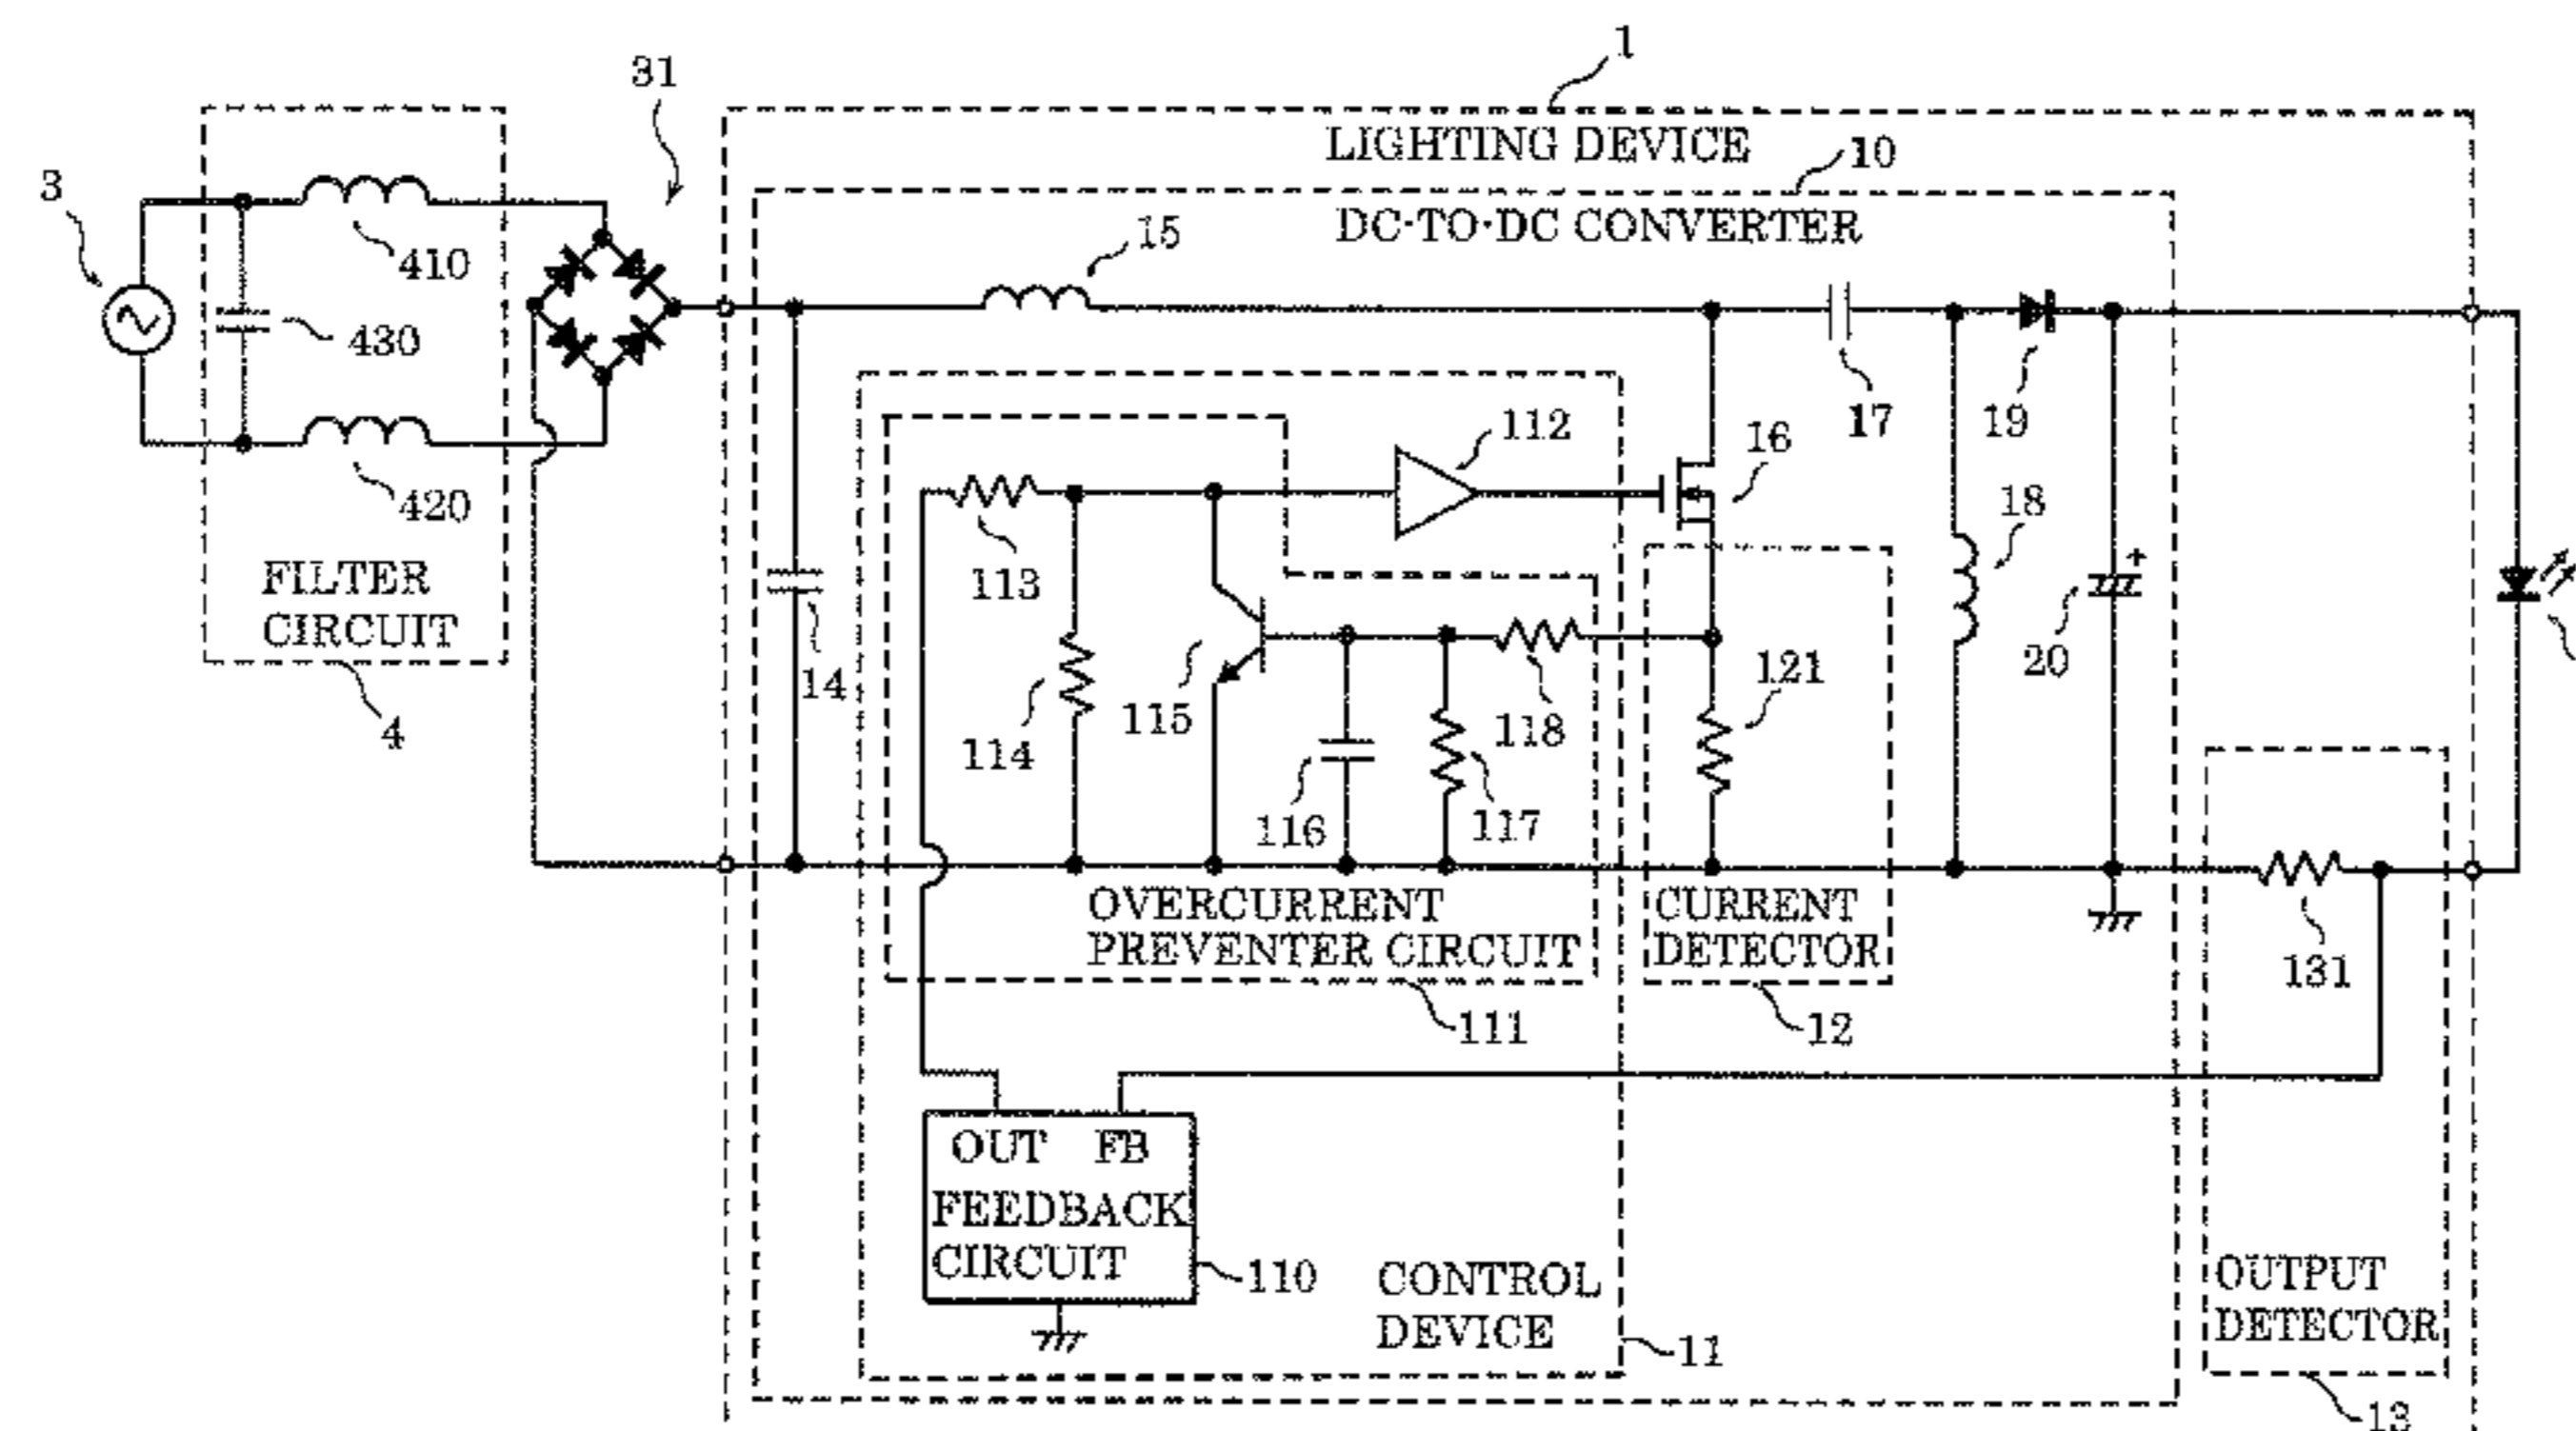 1
31
LIGHTING DEVICE
10
3
DC-TO-DC CONVERTER
15
410
430
17
19
112
16
420
18
113
FILTER
CIRCUIT
14
20
121
115
118
114
4
116
117
OVERCURRENT
PREVENTER CIRCUIT
CURRENT
DETECTOR
131
111
12
OUT FB
FEEDBACK
CIRCUIT
110
CONTROL
DEVICE
OUTPUT
DETECTOR
11
13